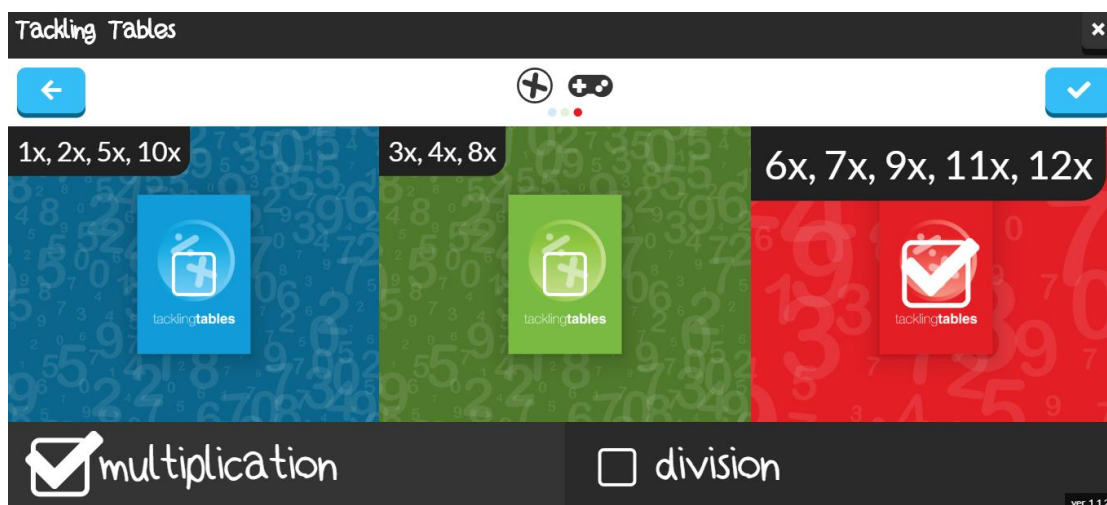 Tackling Tables
1x, 2x, 5x, 10x
3x, 4x, 8x
6x, 7x, 9x, 11x, 12x
tacklingtables
tacklingtables
tacklingtables
multiplication
division